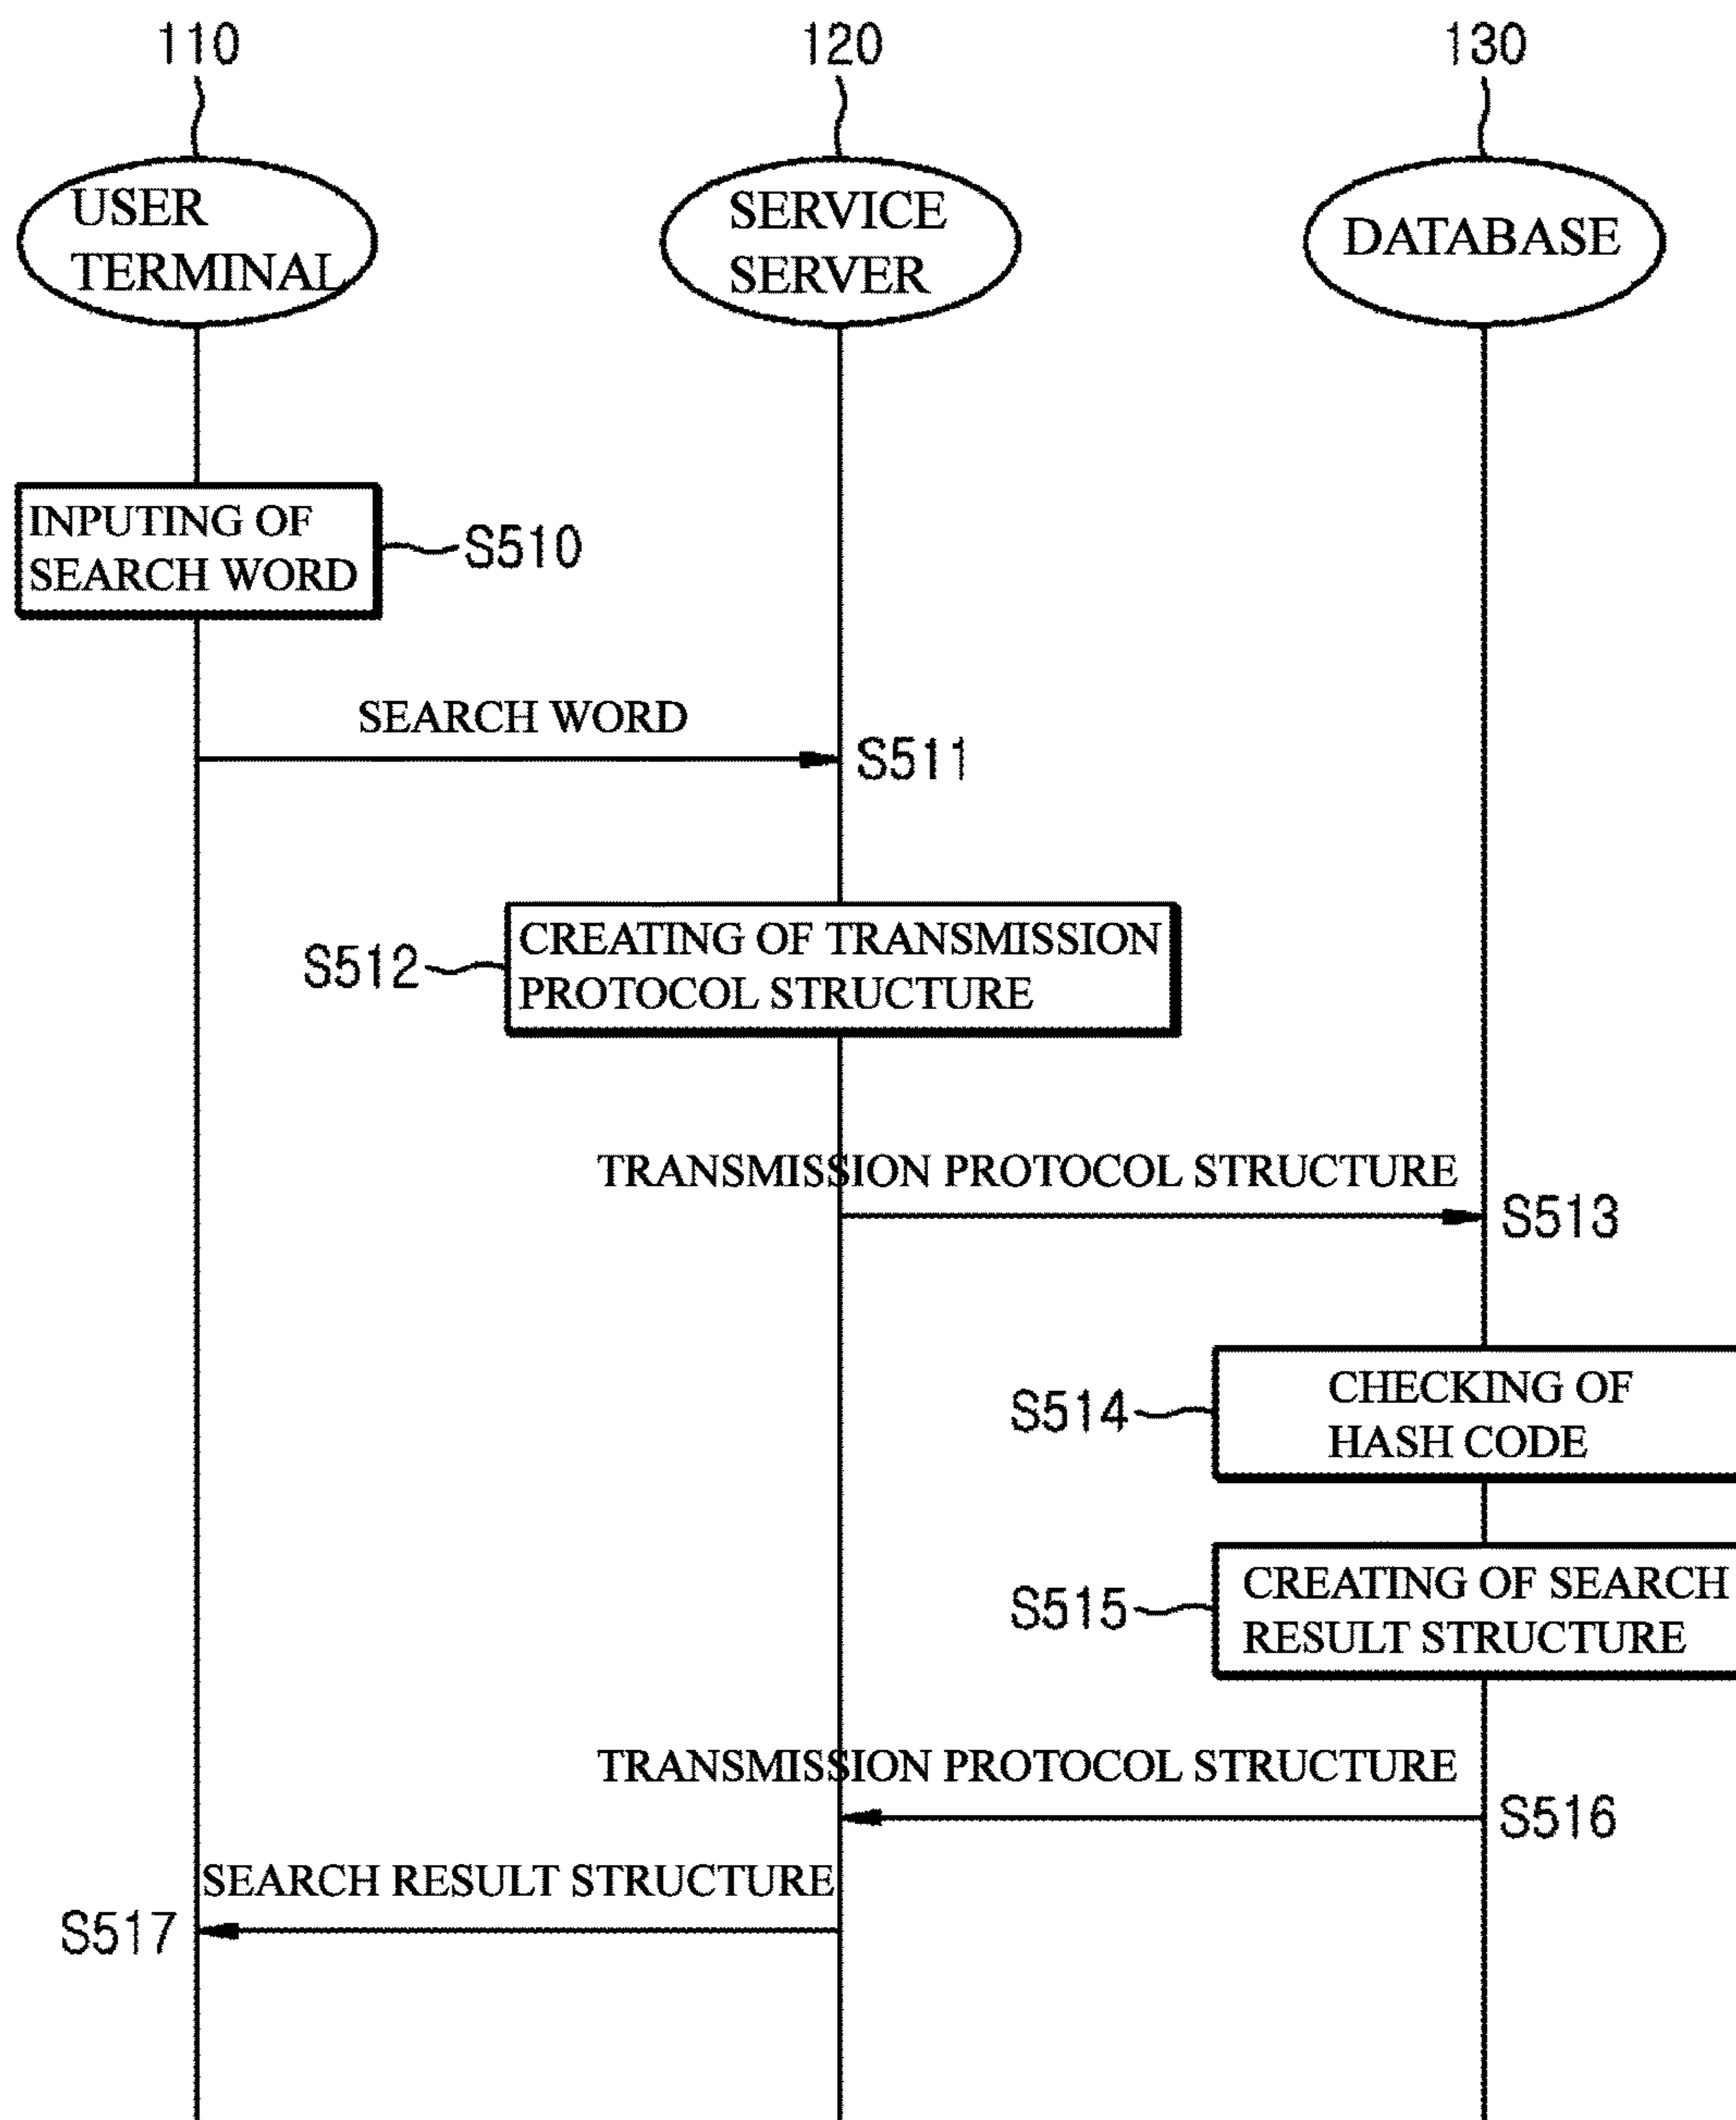 110
120
130
USER
TERMINAL
SERVICE
SERVER
DATABASE
INPUTING OF
SEARCH WORD
S510
SEARCH WORD
S511
S512
CREATING OF TRANSMISSION
PROTOCOL STRUCTURE
TRANSMISSION PROTOCOL STRUCTURE
S513
S514
CHECKING OF
HASH CODE
S515
CREATING OF SEARCH
RESULT STRUCTURE
TRANSMISSION PROTOCOL STRUCTURE
S516
SEARCH RESULT STRUCTURE
S517